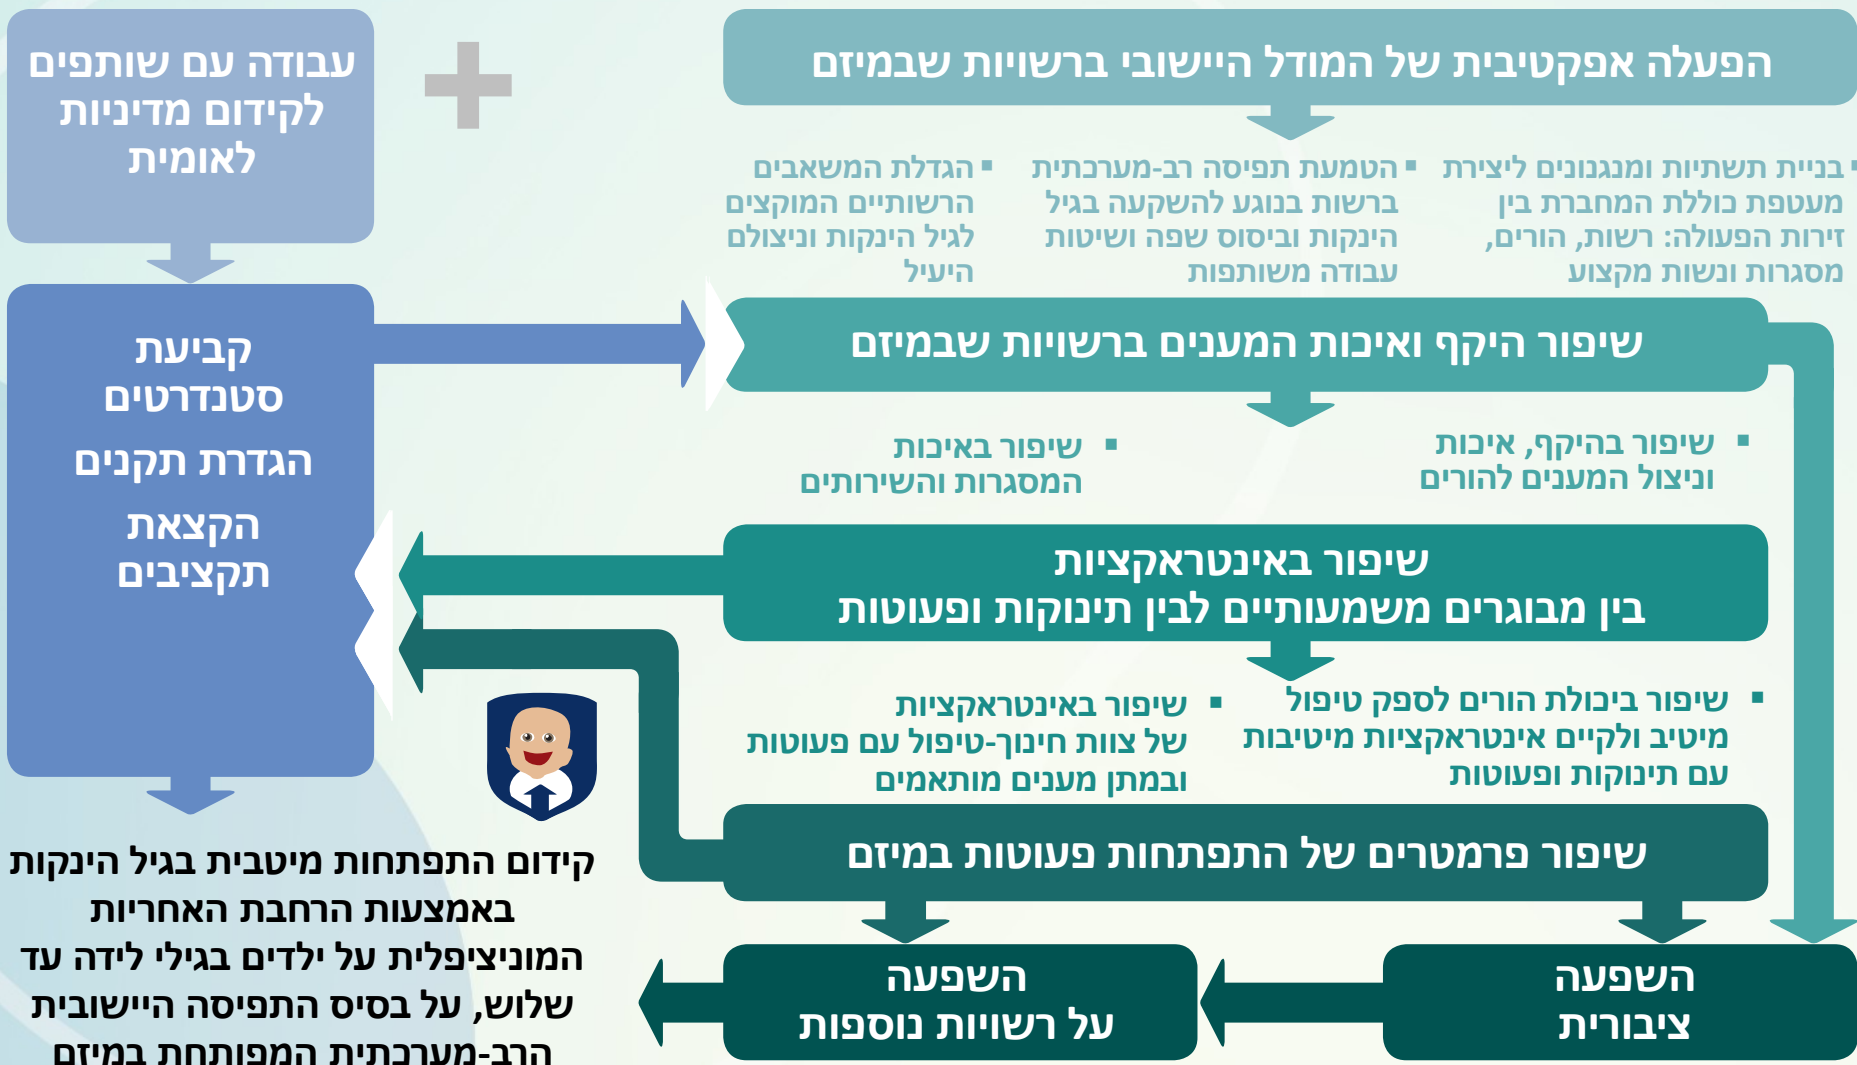 הפעלה אפקטיבית של המודל היישובי ברשויות שבמיזם
▪ בניית תשתיות ומנגנונים ליצירת
מעטפת כוללת המחברת בין
זירות הפעולה: רשות, הורים,
מסגרות ונשות מקצוע
▪ הטמעת תפיסה רב-מערכתית
ברשות בנוגע להשקעה בגיל
הינקות וביסוס שפה ושיטות
עבודה משותפות
▪ הגדלת המשאבים
הרשותיים המוקצים
לגיל הינקות וניצולם
היעיל
+
עבודה עם שותפים
לקידום מדיניות
לאומית
שיפור היקף ואיכות המענים ברשויות שבמיזם
▪ שיפור בהיקף, איכות
וניצול המענים להורים
▪ שיפור באיכות
המסגרות והשירותים
קביעת
סטנדרטים
הגדרת תקנים
הקצאת
תקציבים
שיפור באינטראקציות
בין מבוגרים משמעותיים לבין תינוקות ופעוטות
▪ שיפור ביכולת הורים לספק טיפול
מיטיב ולקיים אינטראקציות מיטיבות
עם תינוקות ופעוטות
▪ שיפור באינטראקציות
של צוות חינוך-טיפול עם פעוטות
ובמתן מענים מותאמים
שיפור פרמטרים של התפתחות פעוטות במיזם
השפעה
ציבורית
השפעה
על רשויות נוספות
קידום התפתחות מיטבית בגיל הינקות
באמצעות הרחבת האחריות
המוניציפלית על ילדים בגילי לידה עד
שלוש, על בסיס התפיסה היישובית
הרב-מערכתית המפותחת במיזם